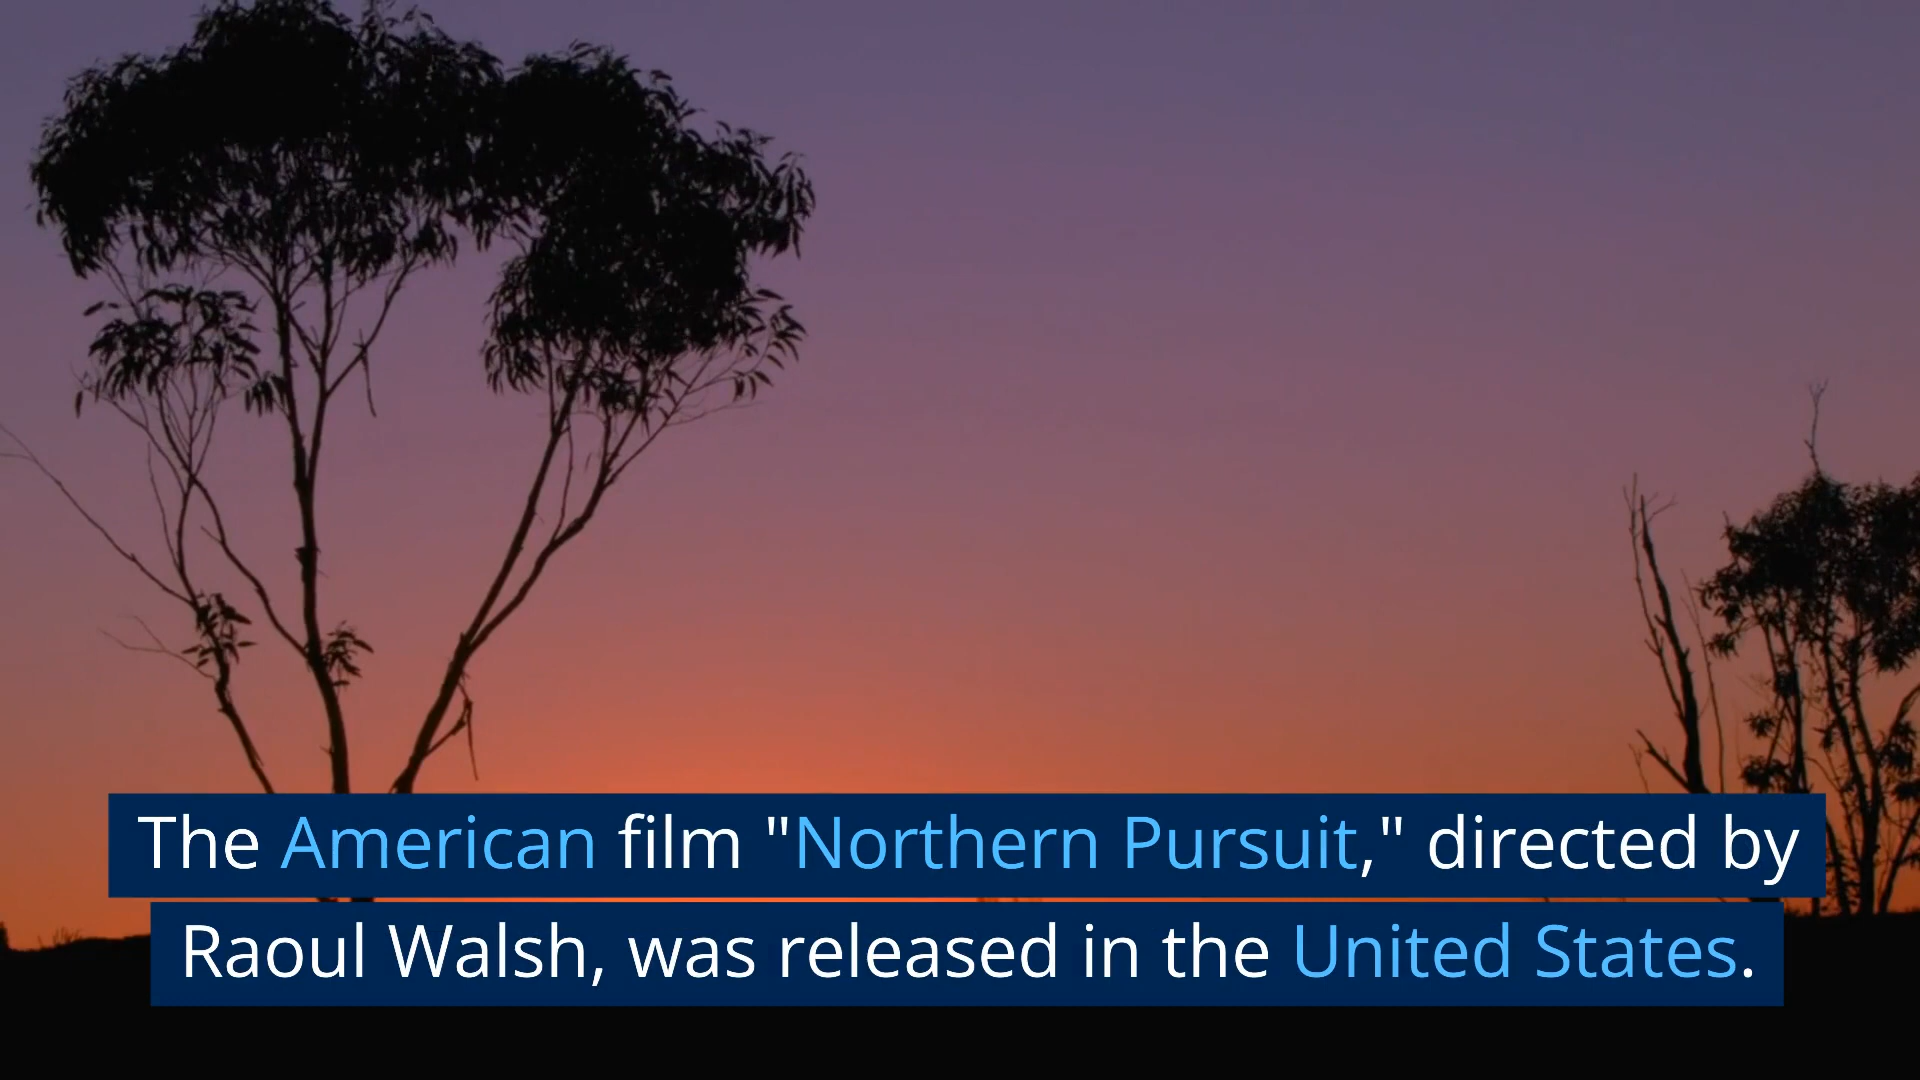 The American film "Northern Pursuit," directed by
Raoul Walsh, was released in the United States.